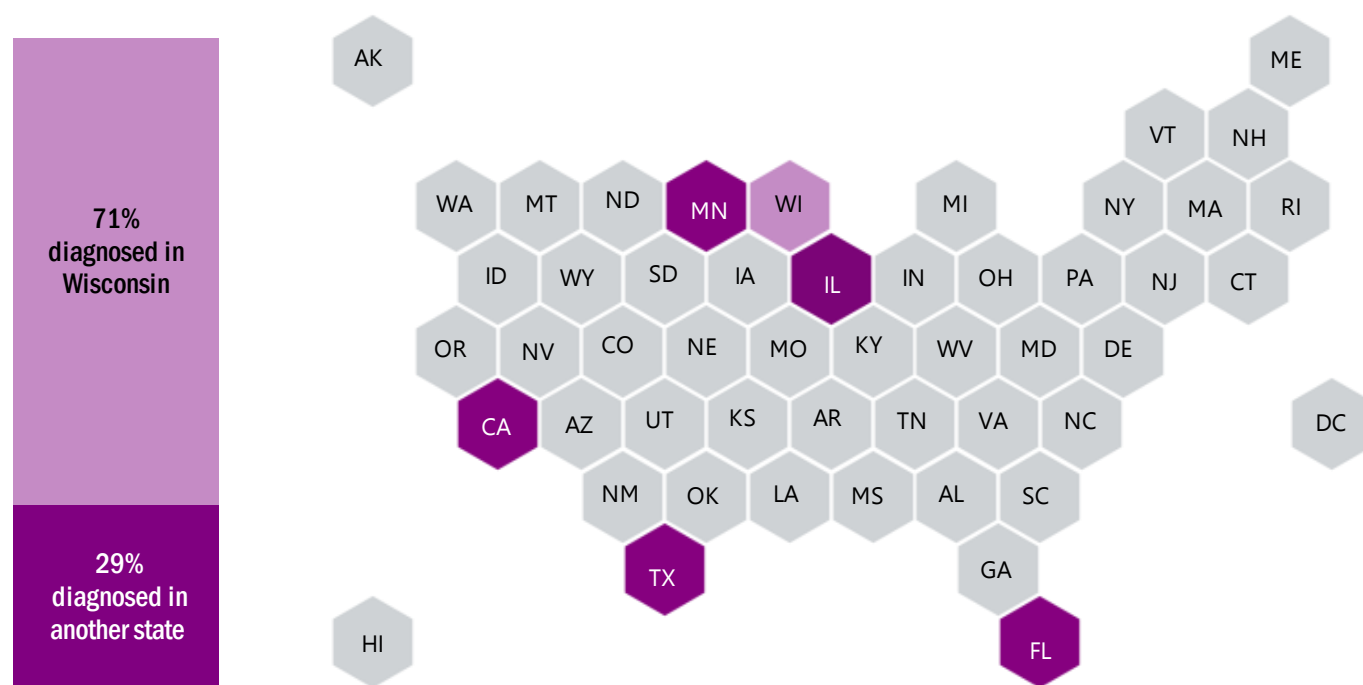 71%
diagnosed in
Wisconsin
29%
diagnosed in
another state
AK
ME
VT
NH
WA
MT
ND
MN
WI
MI
NY
MA
RI
ID
WY
SD
IA
IL
IN
OH
PA
NJ
CT
OR
NV
CO
NE
MO
KY
WV
MD
DE
CA
AZ
UT
KS
AR
TN
VA
NC
DC
NM
OK
LA
MS
AL
SC
TX
GA
HI
FL